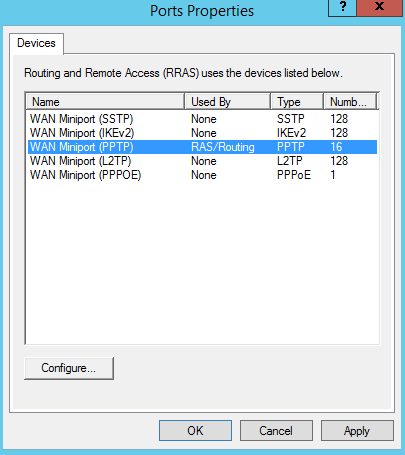 Ports Properties
? x
Devices
Routing and Remote Access (RRAS) uses the devices listed below.
Name Used By Type Numb...
WAN Miniport (SSTP) None SSTP 128
WAN Miniport (IKEv2) None IKEv2 128
WAN Miniport (PPTP) RAS/Routing PPTP 16
WAN Miniport (L2TP) None L2TP 128
WAN Miniport (PPPOE) None PPPoE 1
Configure...
OK Cancel Apply